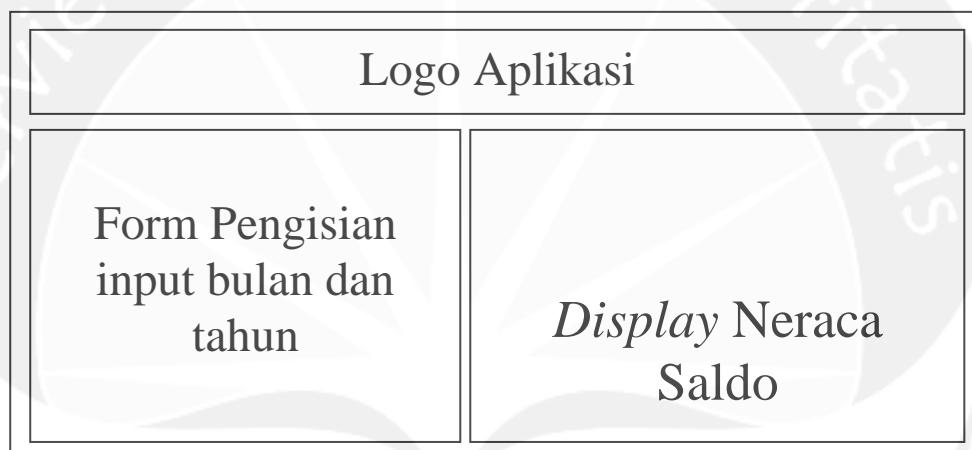 Logo Aplikasi
Form Pengisian
input bulan dan
tahun
Display Neraca
Saldo